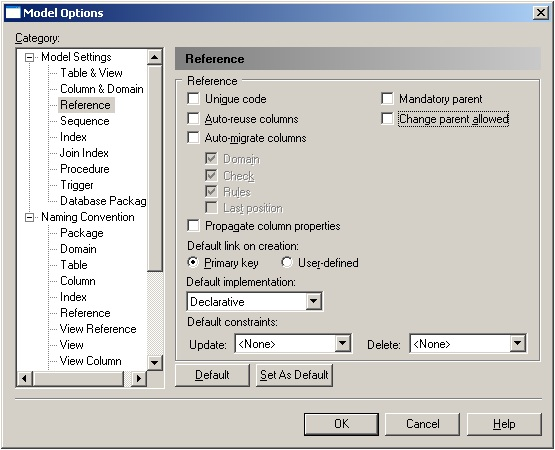 Model Options
Category:
Model Settings
Table & View
Column & Domain
Reference
Sequence
Index
Join Index
Procedure
Trigger
Database Packag
Naming Convention
Package
Domain
Table
Column
Index
Reference
View Reference
View
View Column
Reference
Reference
Unique code
Mandatory parent
Auto-reuse columns
Change parent allowed
Auto-migrate columns
Domain
Check
Rules
Last position
Propagate column properties
Default link on creation:
Primary key
User-defined
Default implementation:
Declarative
Default constraints:
Update: <None>
Delete: <None>
Default
Set As Default
OK
Cancel
Help